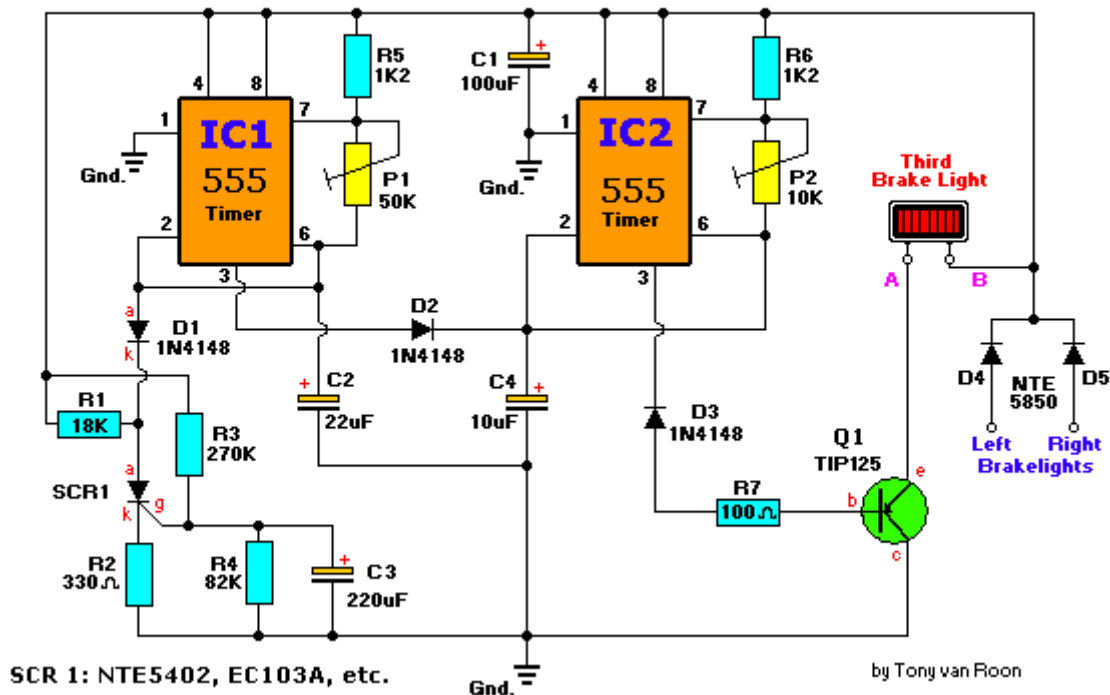 R5
1K2
C1
+
100uF
R6
1K2
4
8
4
8
1
7
1
7
IC1
IC2
Gnd.
555
Timer
P1
50K
Gnd.
555
Timer
P2
10K
Third
Brake Light
2
6
2
6
3
3
A
B
a
D1
1N4148
k
D2
1N4148
+
C2
22uF
+
C4
10uF
D3
1N4148
D4
NTE
5850
D5
Left
Right
Brakelights
R1
18K
R3
270K
Q1
TIP125
a
SCR1
g
k
R7
100Ω
b
e
c
R2
330Ω
R4
82K
+
C3
220uF
SCR 1: NTE5402, EC103A, etc.
Gnd.
by Tony van Roon